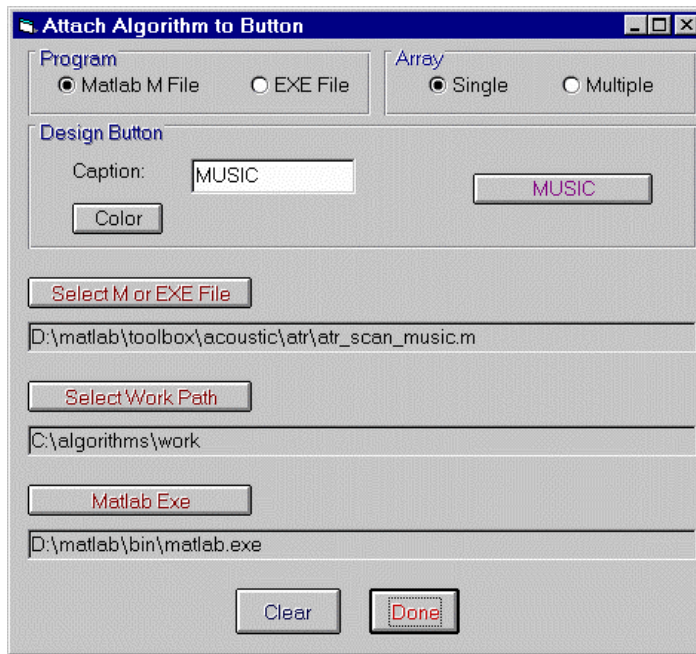 Attach Algorithm to Button
Program
Array
Matlab M File EXE File
Single Multiple
Design Button
Caption: MUSIC
MUSIC
Color
Select M or EXE File
D:\matlab\toolbox\acoustic\atr\atr_scan_music.m
Select Work Path
C:\algorithms\work
Matlab Exe
D:\matlab\bin\matlab.exe
Clear Done